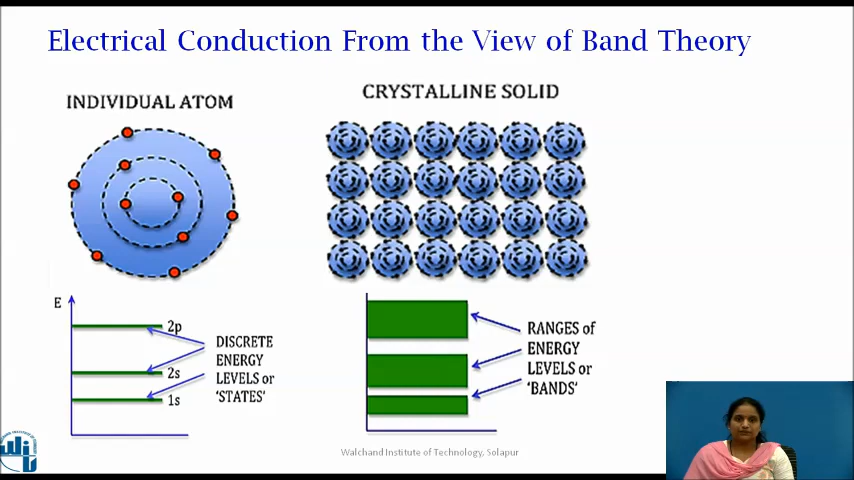 Electrical Conduction From the View of Band Theory
INDIVIDUAL ATOM
CRYSTALLINE SOLID
E
2p
2s
1s
DISCRETE
ENERGY
LEVELS or
'STATES'
RANGES of
ENERGY
LEVELS or
'BANDS'
Walchand Institute of Technology, Solapur